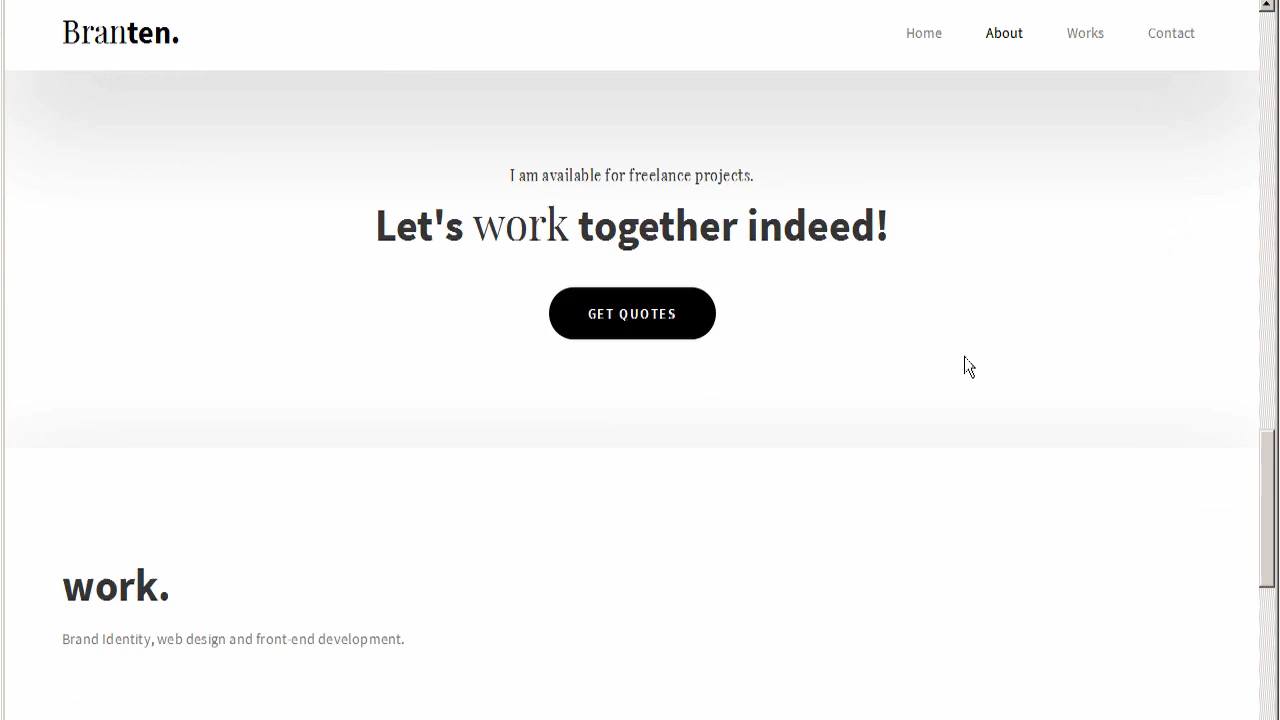 Branten.
Home About Works Contact
I am available for freelance projects.
Let's work together indeed!
GET QUOTES
work.
Brand Identity, web design and front-end development.